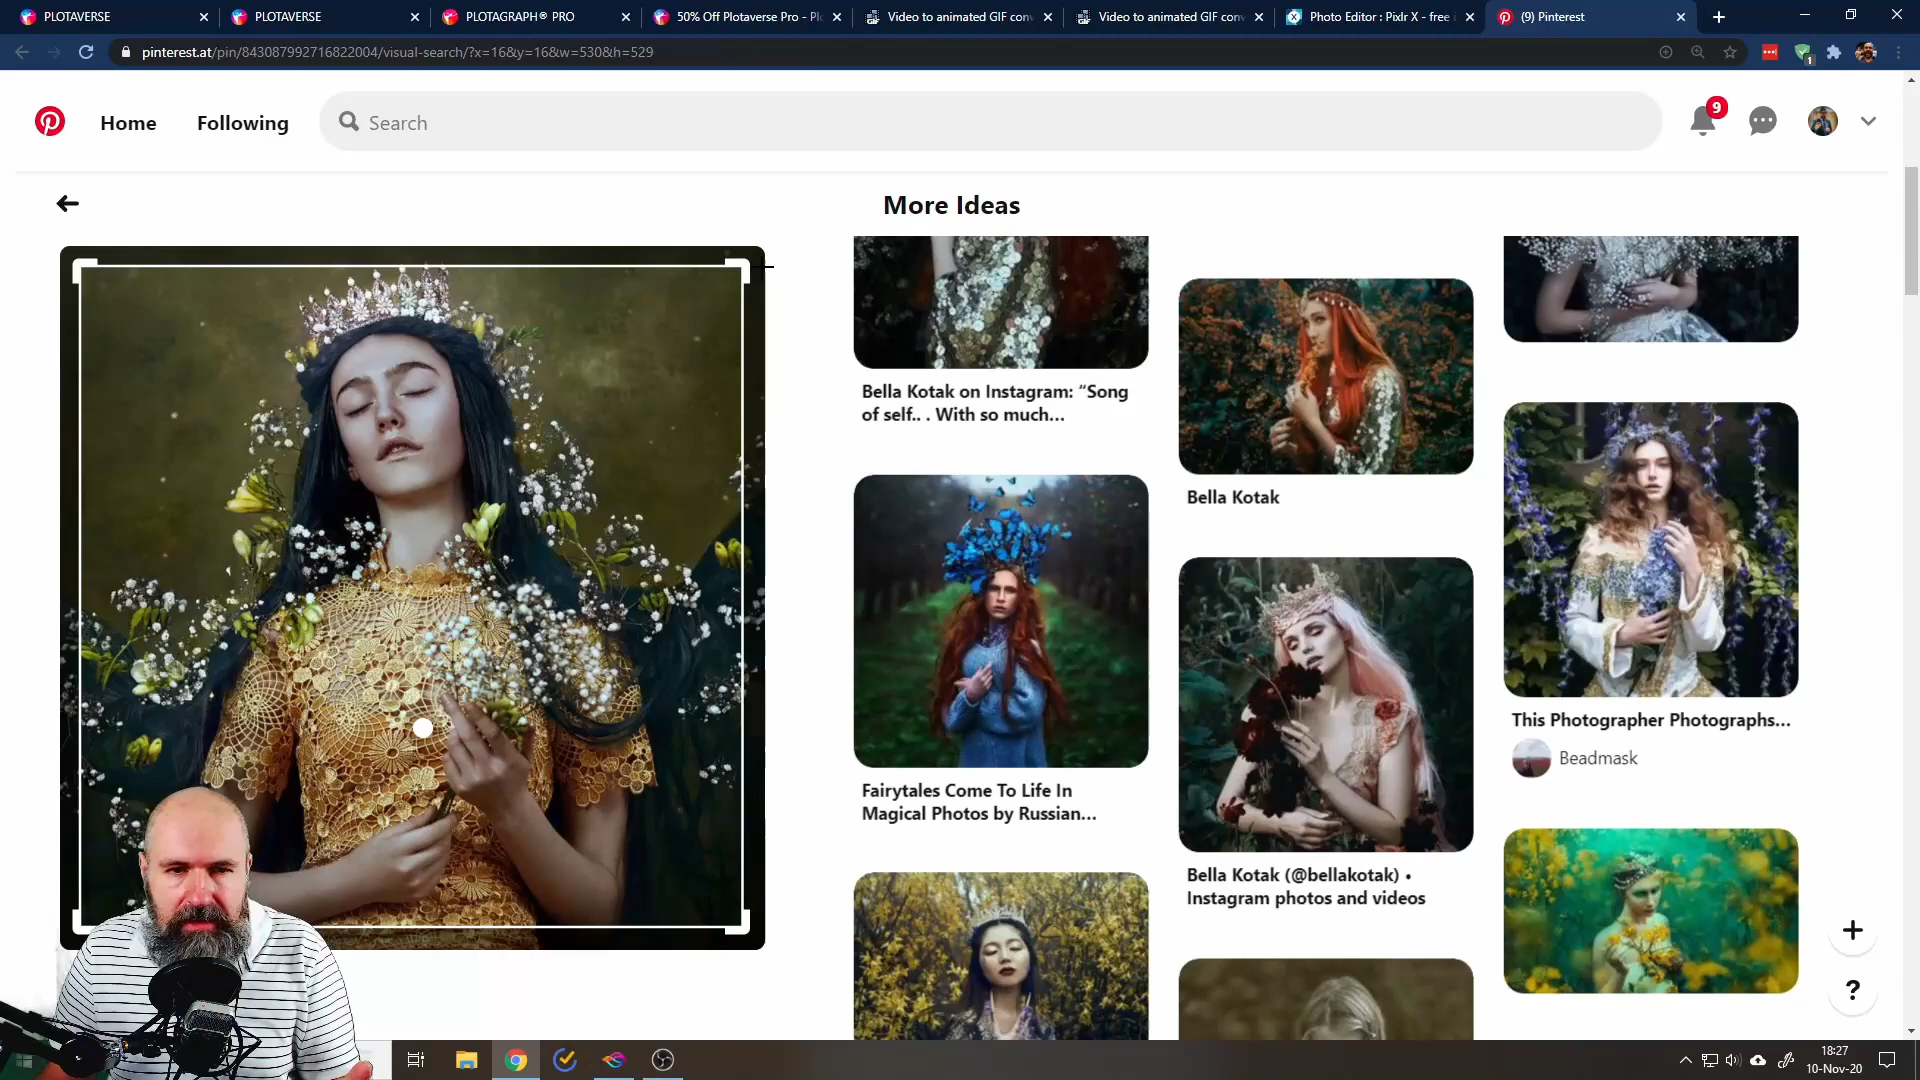 PLOTAVERSE
PLOTAVERSE
PLOTAGRAPH® PRO
50% Off Plotaverse Pro - Pl
Video to animated GIF conv
Video to animated GIF conv
Photo Editor : Pixlr X - free i
(9) Pinterest
pinterest.at/pin/843087992716822004/visual-search/?x=16&y=16&w=530&h=529
1
Home
Following
Search
9
More Ideas
Bella Kotak on Instagram: “Song
of self.. . With so much...
Bella Kotak
Fairytales Come To Life In
Magical Photos by Russian...
This Photographer Photographs...
Beadmask
Bella Kotak (@bellakotak) •
Instagram photos and videos
?
18:27
10-Nov-20